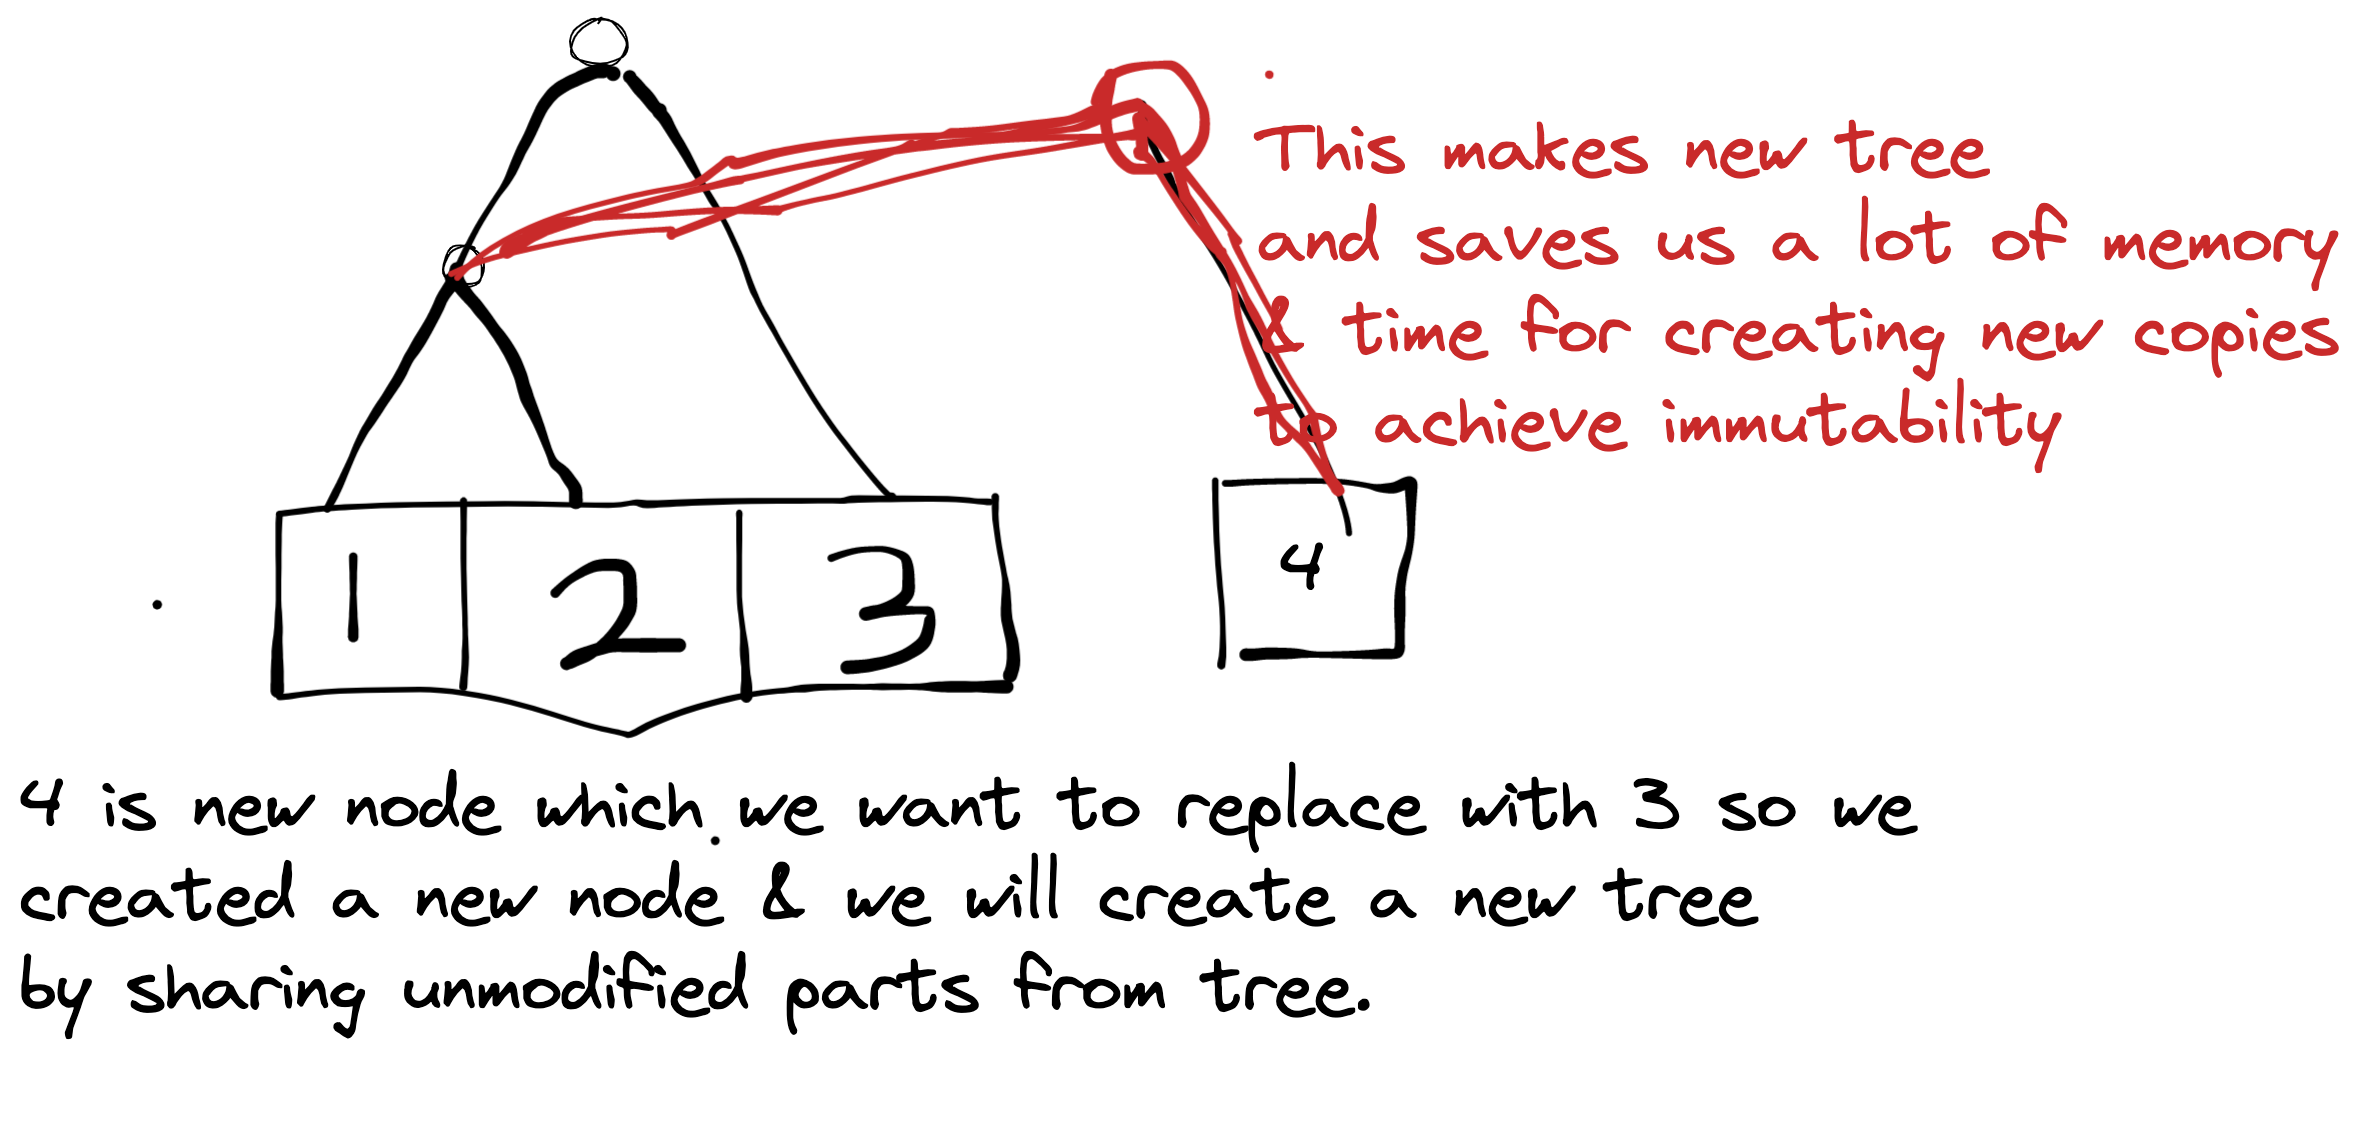 This makes new tree
and saves us a lot of memory
& time for creating new copies
to achieve immutability
1 2 3
4
4 is new node which we want to replace with 3 so we
created a new node & we will create a new tree
by sharing unmodified parts from tree.